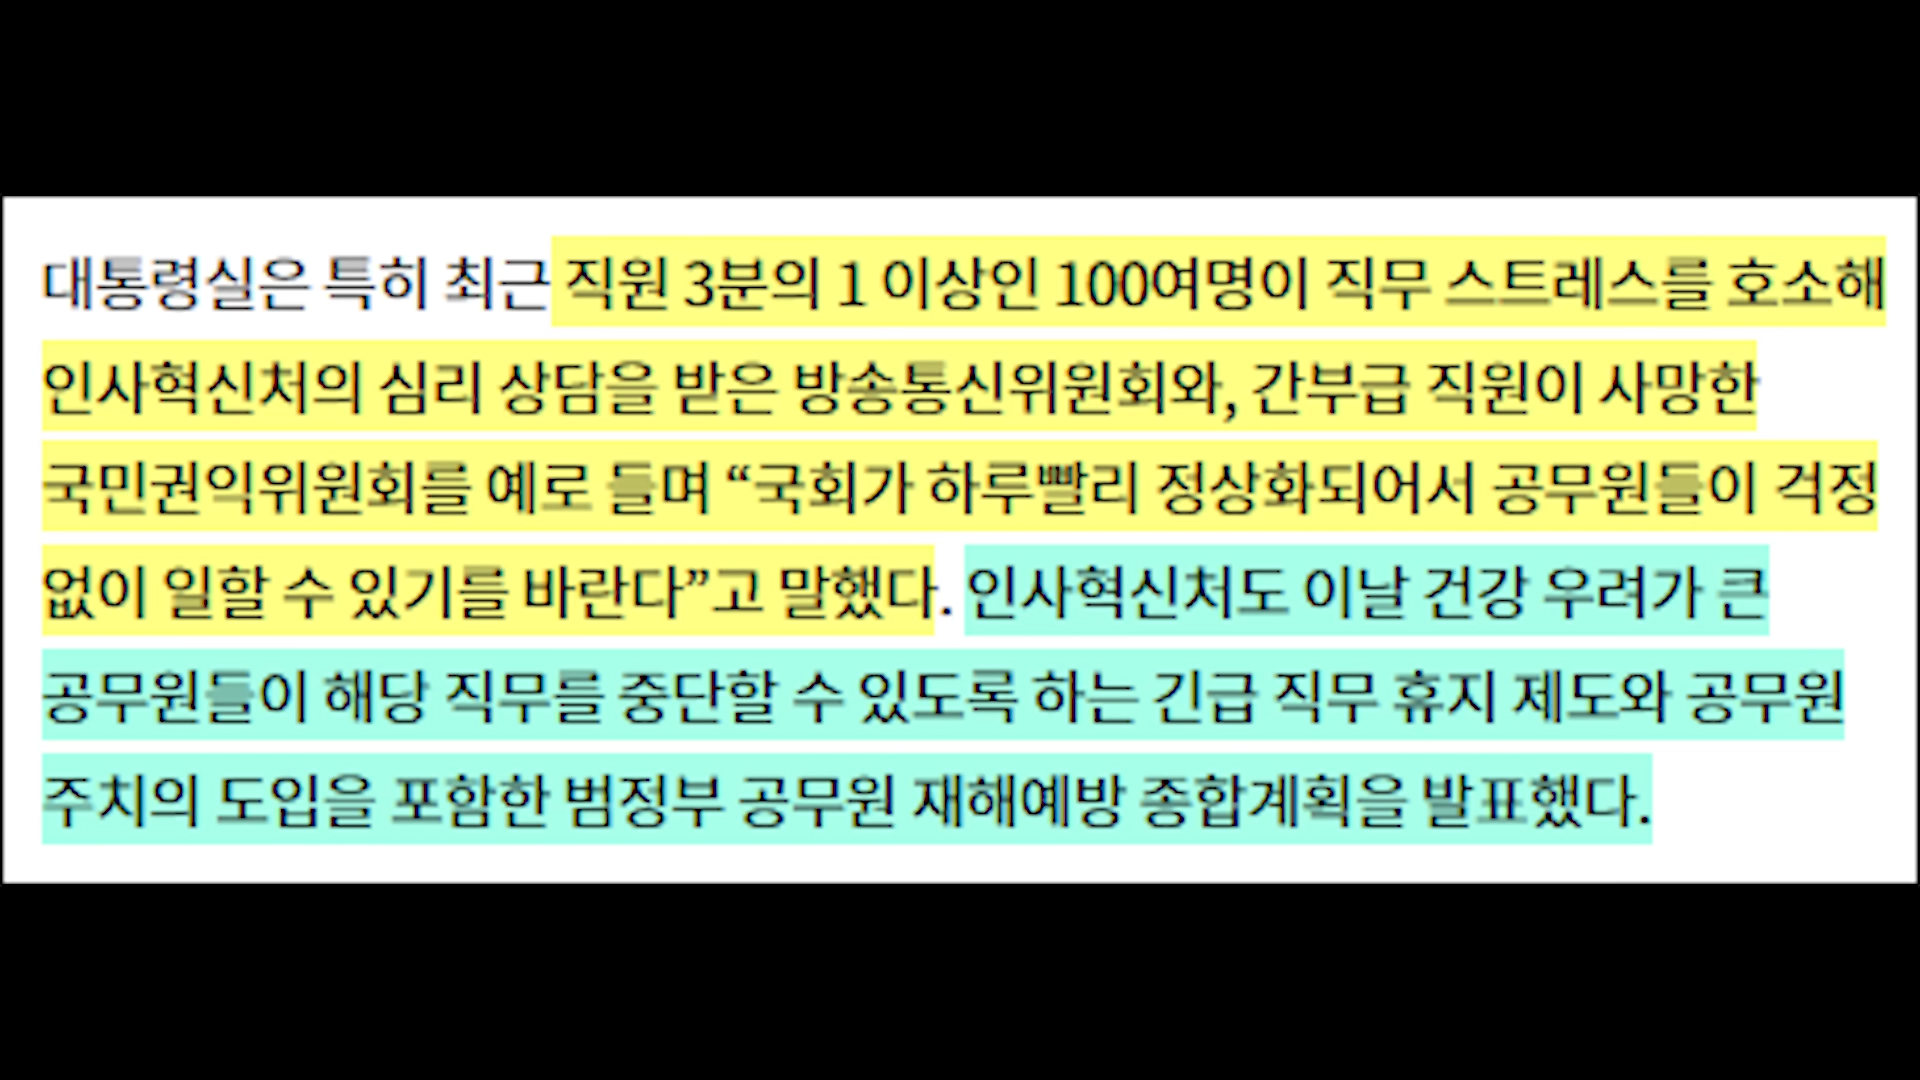 대통령실은 특히 최근 직원 3분의 1 이상인 100여명이 직무 스트레스를 호소해
인사혁신처의 심리 상담을 받은 방송통신위원회와, 간부급 직원이 사망한
국민권익위원회를 예로 들며 “국회가 하루빨리 정상화되어서 공무원들이 걱정
없이 일할 수 있기를 바란다”고 말했다. 인사혁신처도 이날 건강 우려가 큰
공무원들이 해당 직무를 중단할 수 있도록 하는 긴급 직무 휴지 제도와 공무원
주치의 도입을 포함한 범정부 공무원 재해예방 종합계획을 발표했다.